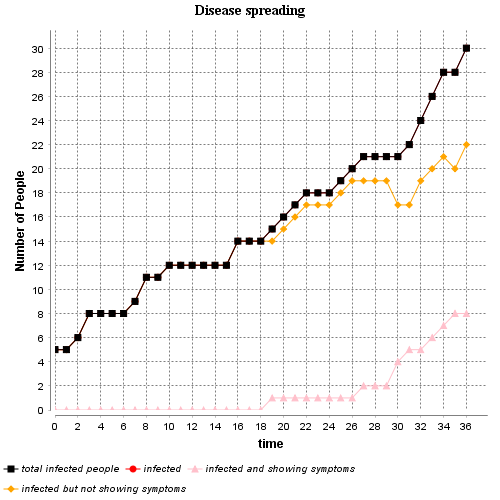 Disease spreading
Number of People
30
28
26
24
22
20
18
16
14
12
10
8
6
4
2
0
0 2 4 6 8 10 12 14 16 18 20 22 24 26 28 30 32 34 36
time
total infected people infected infected and showing symptoms
infected but not showing symptoms